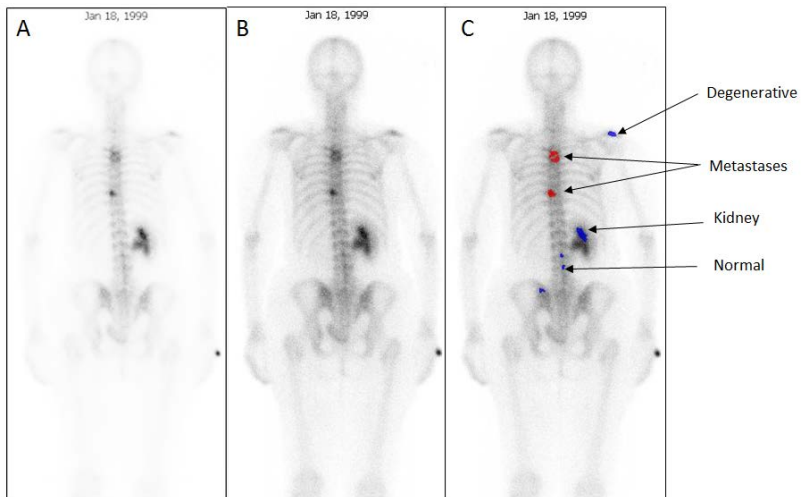 Jan 18, 1999
A
Jan 18, 1999
B
Jan 18, 1999
C
Degenerative
Metastases
Kidney
Normal